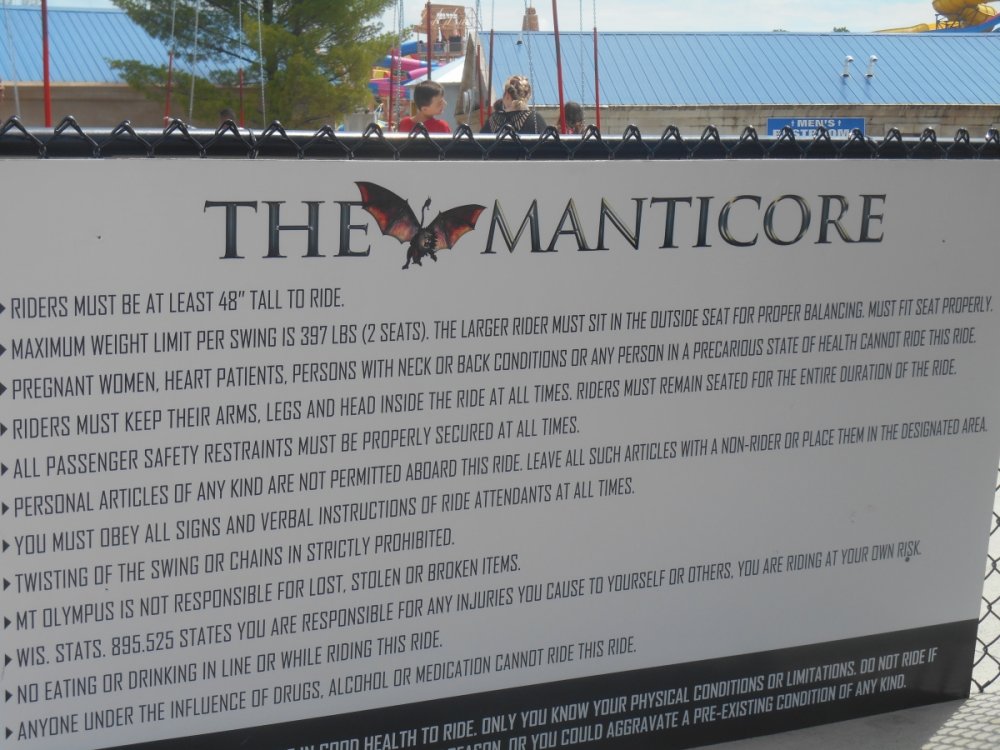 ↑MEN'S↑
RESTROOMS
THE MANTICORE
RIDERS MUST BE AT LEAST 48" TALL TO RIDE.
MAXIMUM WEIGHT LIMIT PER SWING IS 397 LBS (2 SEATS). THE LARGER RIDER MUST SIT IN THE OUTSIDE SEAT FOR PROPER BALANCING. MUST FIT SEAT PROPERLY.
PREGNANT WOMEN, HEART PATIENTS, PERSONS WITH NECK OR BACK CONDITIONS OR ANY PERSON IN A PRECARIOUS STATE OF HEALTH CANNOT RIDE THIS RIDE.
RIDERS MUST KEEP THEIR ARMS, LEGS AND HEAD INSIDE THE RIDE AT ALL TIMES. RIDERS MUST REMAIN SEATED FOR THE ENTIRE DURATION OF THE RIDE.
ALL PASSENGER SAFETY RESTRAINTS MUST BE PROPERLY SECURED AT ALL TIMES.
PERSONAL ARTICLES OF ANY KIND ARE NOT PERMITTED ABOARD THIS RIDE. LEAVE ALL SUCH ARTICLES WITH A NON-RIDER OR PLACE THEM IN THE DESIGNATED AREA.
YOU MUST OBEY ALL SIGNS AND VERBAL INSTRUCTIONS OF RIDE ATTENDANTS AT ALL TIMES.
TWISTING OF THE SWING OR CHAINS IN STRICTLY PROHIBITED.
MT OLYMPUS IS NOT RESPONSIBLE FOR LOST, STOLEN OR BROKEN ITEMS.
WIS. STATS. 895.525 STATES YOU ARE RESPONSIBLE FOR ANY INJURIES YOU CAUSE TO YOURSELF OR OTHERS, YOU ARE RIDING AT YOUR OWN RISK.
NO EATING OR DRINKING IN LINE OR WHILE RIDING THIS RIDE.
ANYONE UNDER THE INFLUENCE OF DRUGS, ALCOHOL OR MEDICATION CANNOT RIDE THIS RIDE.
IN GOOD HEALTH TO RIDE. ONLY YOU KNOW YOUR PHYSICAL CONDITIONS OR LIMITATIONS. DO NOT RIDE IF
REASON, OR YOU COULD AGGRAVATE A PRE-EXISTING CONDITION OF ANY KIND.